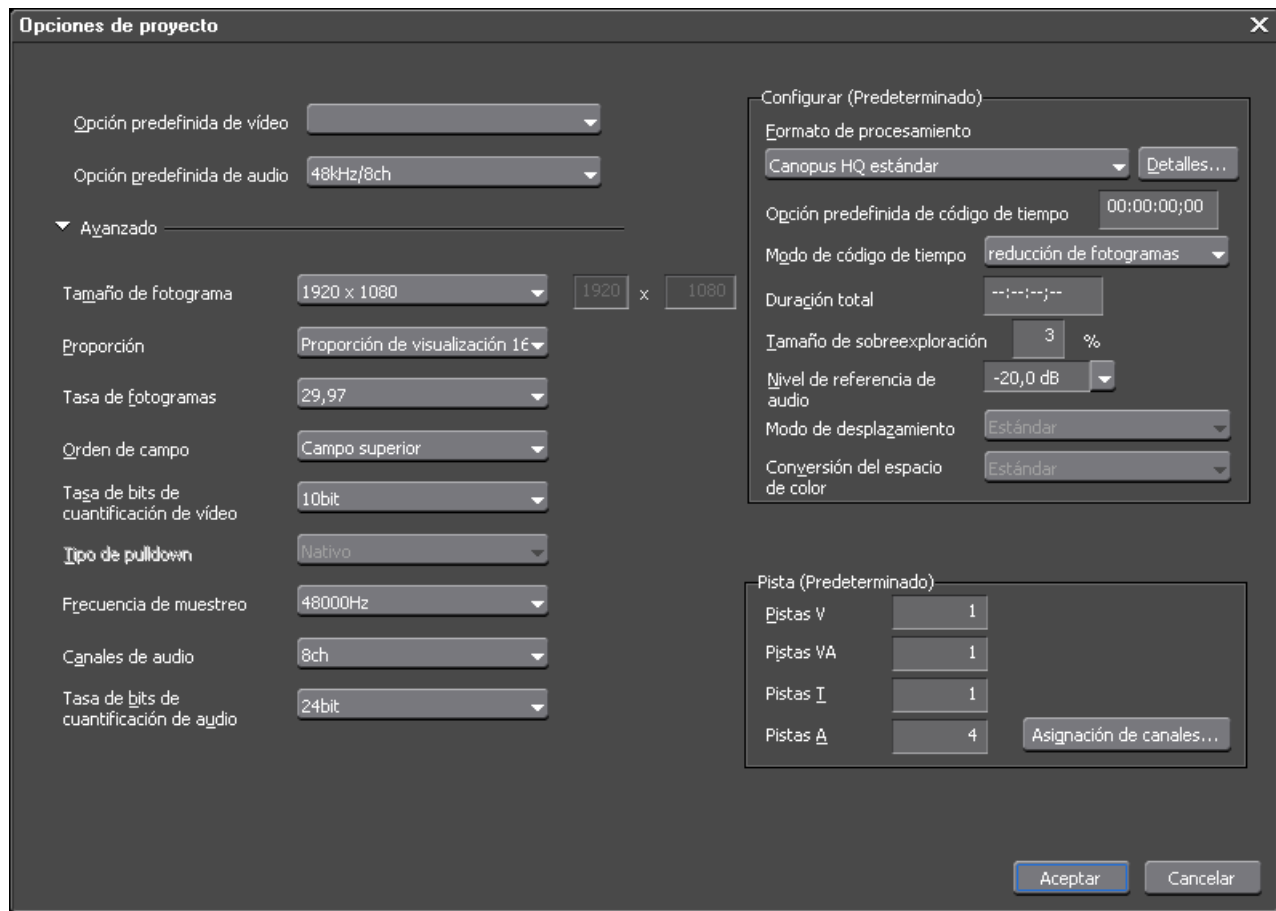 Opciones de proyecto
Opción predefinida de vídeo
Opción predefinida de audio 48kHz/8ch
Avanzado
Tamaño de fotograma 1920 x 1080 1920 x 1080
Proporción Proporción de visualización 16
Tasa de fotogramas 29,97
Orden de campo Campo superior
Tasa de bits de
cuantificación de vídeo 10bit
Tipo de pulldown Nativo
Frecuencia de muestreo 48000Hz
Canales de audio 8ch
Tasa de bits de
cuantificación de audio 24bit
Configurar (Predeterminado)
Formato de procesamiento
Canopus HQ estándar Detalles...
Opción predefinida de código de tiempo 00:00:00;00
Modo de código de tiempo reducción de fotogramas
Duración total --:--:--;--
Tamaño de sobreexploración 3 %
Nivel de referencia de
audio -20,0 dB
Modo de desplazamiento Estándar
Conversión del espacio
de color Estándar
Pista (Predeterminado)
Pistas V 1
Pistas VA 1
Pistas T 1
Pistas A 4 Asignación de canales...
Aceptar Cancelar